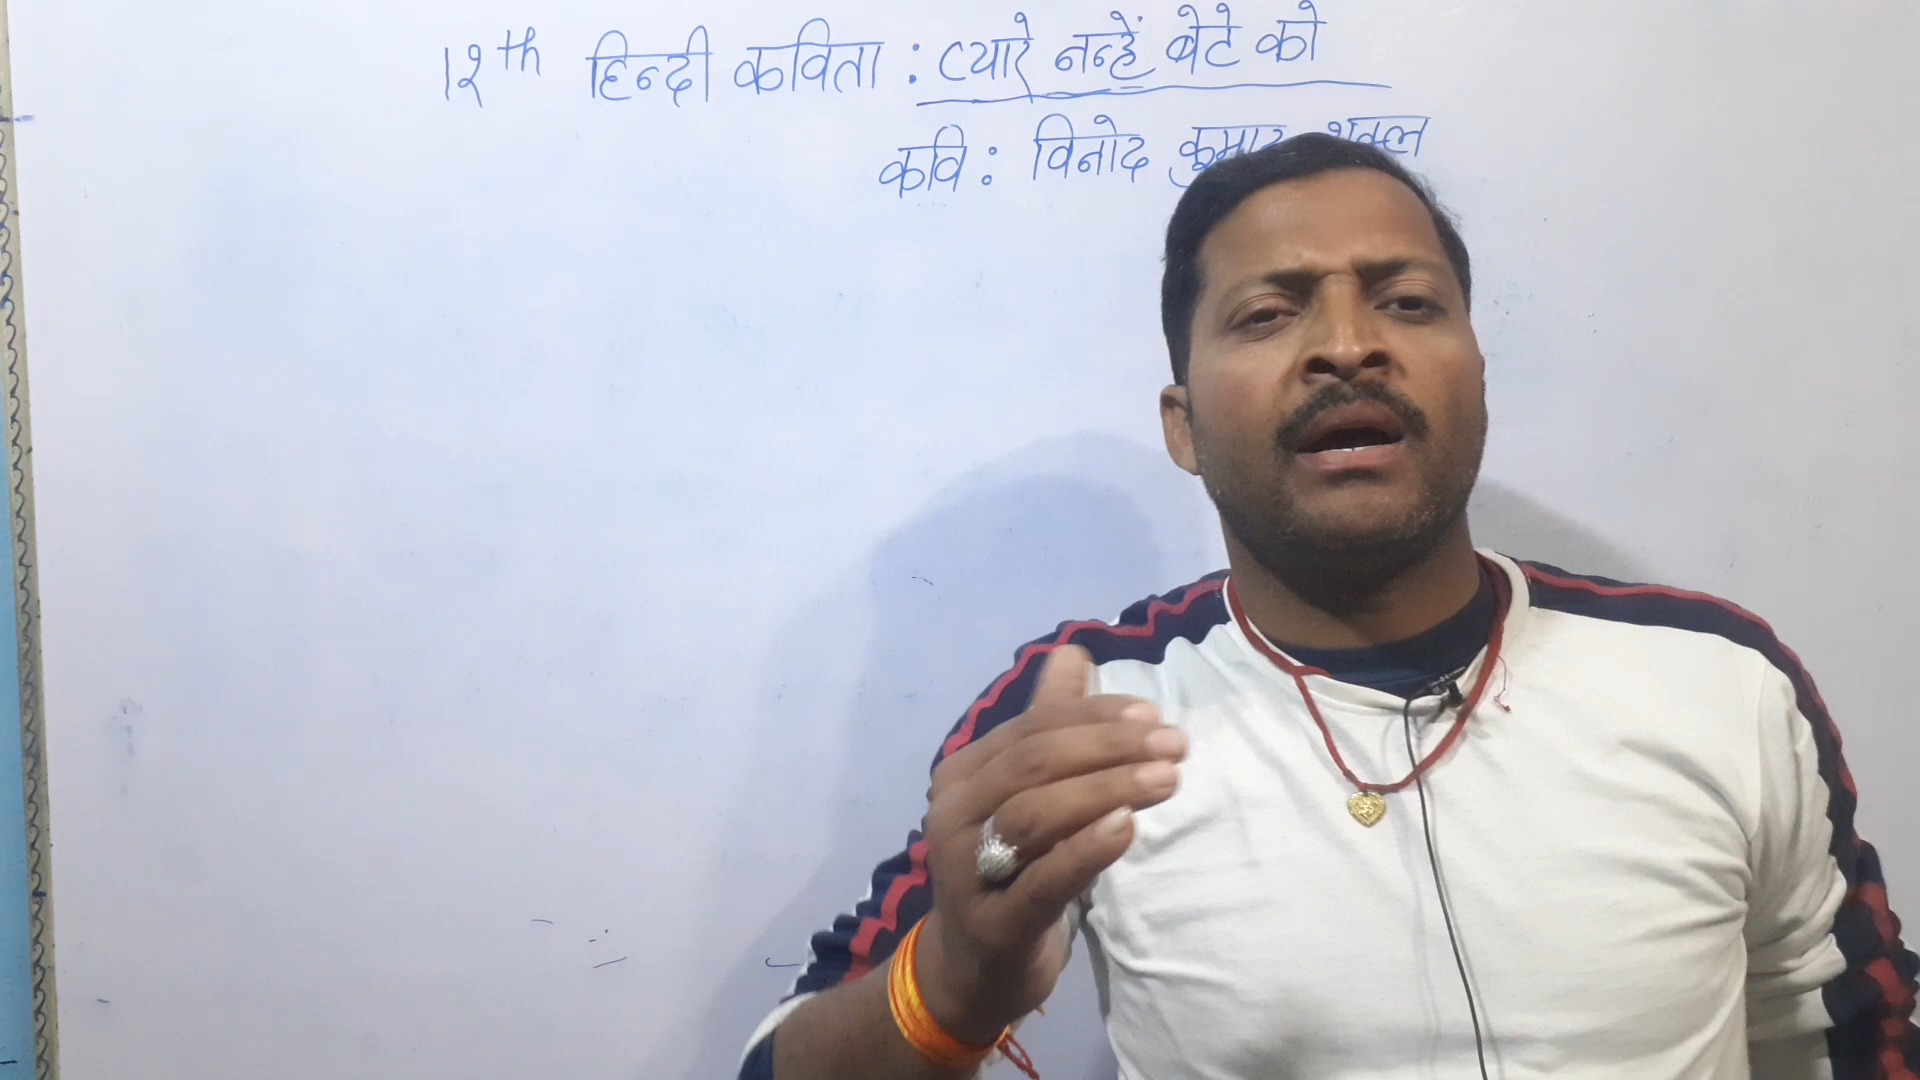 12th हिन्दी कविता : प्यारे नन्हें बेटे को
कवि : विनोद कुमार शुक्ल